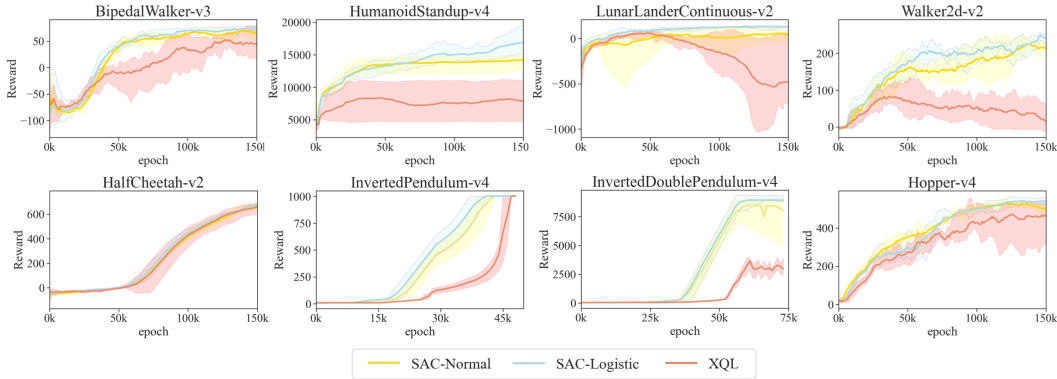 BipedalWalker-v3
HumanoidStandup-v4
LunarLanderContinuous-v2
Walker2d-v2
Reward
50
0
−50
−100
0k
50k
100k
150k
epoch
Reward
20000
15000
10000
5000
0k
50k
100k
150k
epoch
Reward
0
−500
−1000
0k
50k
100k
150k
epoch
Reward
200
100
0
0k
50k
100k
150k
epoch
HalfCheetah-v2
InvertedPendulum-v4
InvertedDoublePendulum-v4
Hopper-v4
Reward
600
400
200
0
0k
50k
100k
150k
epoch
Reward
1000
750
500
250
0
0k
15k
30k
45k
epoch
Reward
7500
5000
2500
0
0k
25k
50k
75k
epoch
Reward
400
200
0
0k
50k
100k
150k
epoch
SAC-Normal
SAC-Logistic
XQL